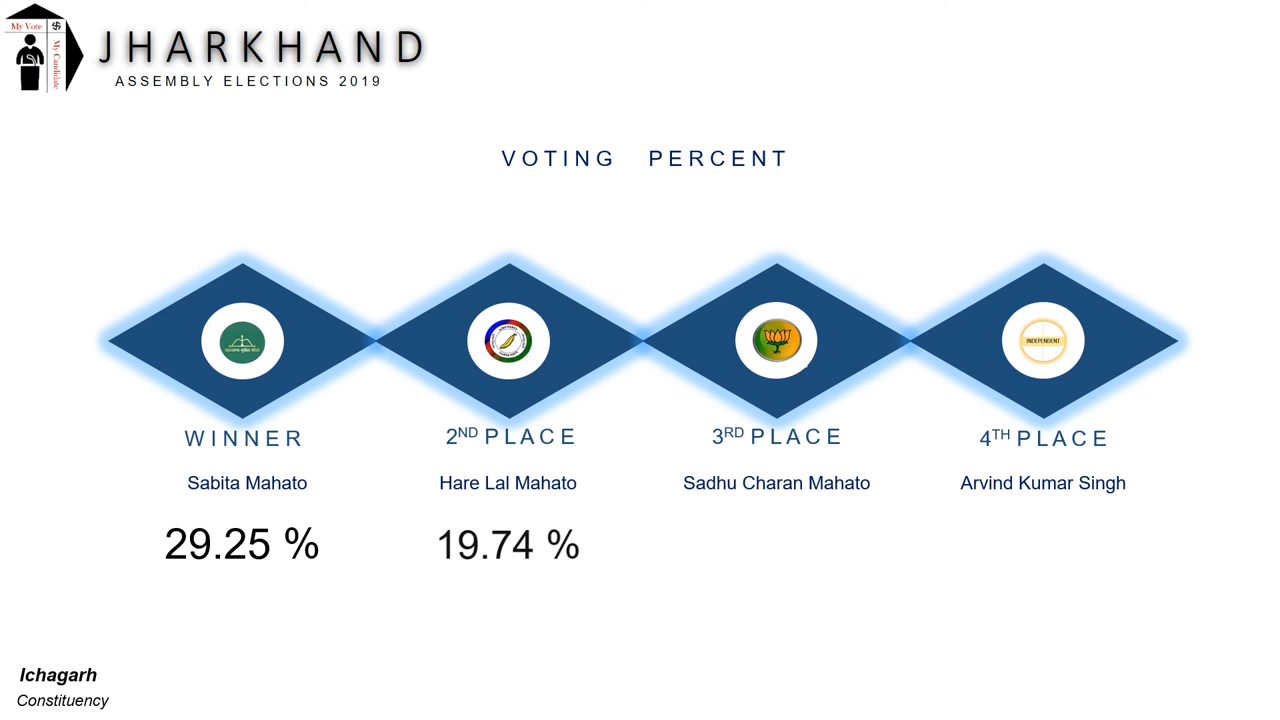 My Vote
My Candidate
JHARKHAND
ASSEMBLY ELECTIONS 2019
VOTING PERCENT
INDEPENDENT
WINNER
2ND PLACE
3RD PLACE
4TH PLACE
Sabita Mahato
Hare Lal Mahato
Sadhu Charan Mahato
Arvind Kumar Singh
29.25 %
19.74 %
Ichagarh
Constituency